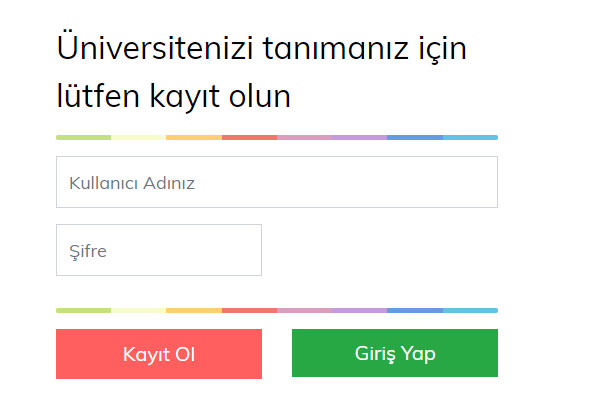 Üniversitenizi tanımanız için
lütfen kayıt olun
Kullanıcı Adınız
Şifre
Kayıt Ol
Giriş Yap